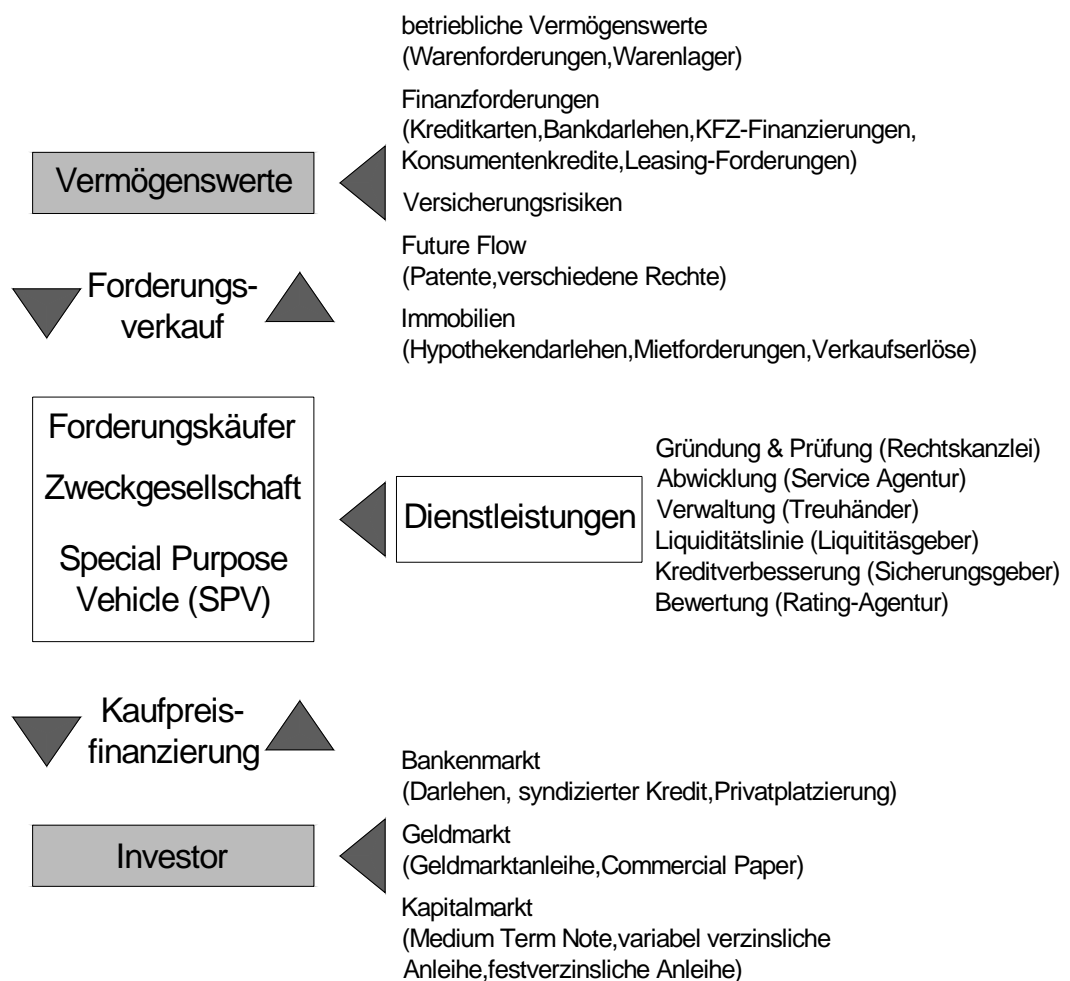 betriebliche Vermögenswerte
(Warenforderungen,Warenlager)
Finanzforderungen
(Kreditkarten,Bankdarlehen,KFZ-Finanzierungen,
Konsumentenkredite,Leasing-Forderungen)
Vermögenswerte
Versicherungsrisiken
Future Flow
(Patente,verschiedene Rechte)
Forderungs-
verkauf
Immobilien
(Hypothekendarlehen,Mietforderungen,Verkaufserlöse)
Forderungskäufer
Zweckgesellschaft
Special Purpose
Vehicle (SPV)
Dienstleistungen
Gründung & Prüfung (Rechtskanzlei)
Abwicklung (Service Agentur)
Verwaltung (Treuhänder)
Liquiditätslinie (Liquititäsgeber)
Kreditverbesserung (Sicherungsgeber)
Bewertung (Rating-Agentur)
Kaufpreis-
finanzierung
Bankenmarkt
(Darlehen, syndizierter Kredit,Privatplatzierung)
Investor
Geldmarkt
(Geldmarktanleihe,Commercial Paper)
Kapitalmarkt
(Medium Term Note,variabel verzinsliche
Anleihe,festverzinsliche Anleihe)